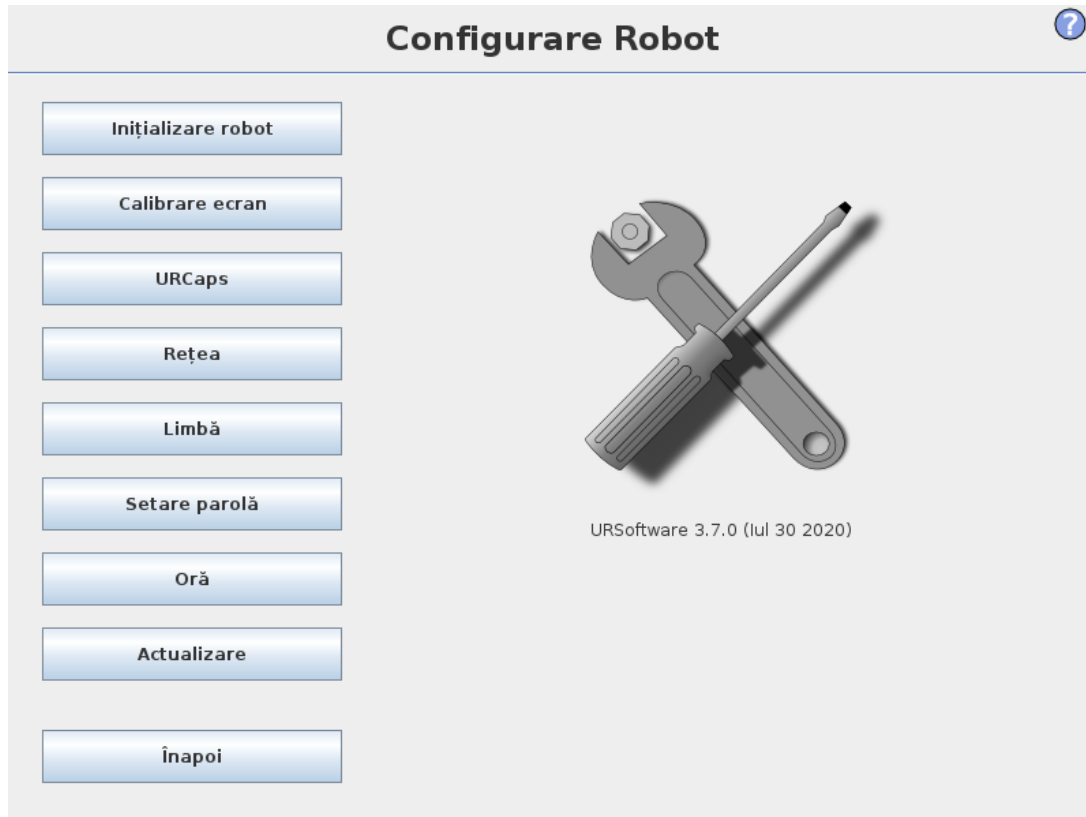 Configurare Robot
?
Inițializare robot
Calibrare ecran
URCaps
Rețea
Limbă
Setare parolă
Oră
Actualizare
Înapoi
URSoftware 3.7.0 (Iul 30 2020)